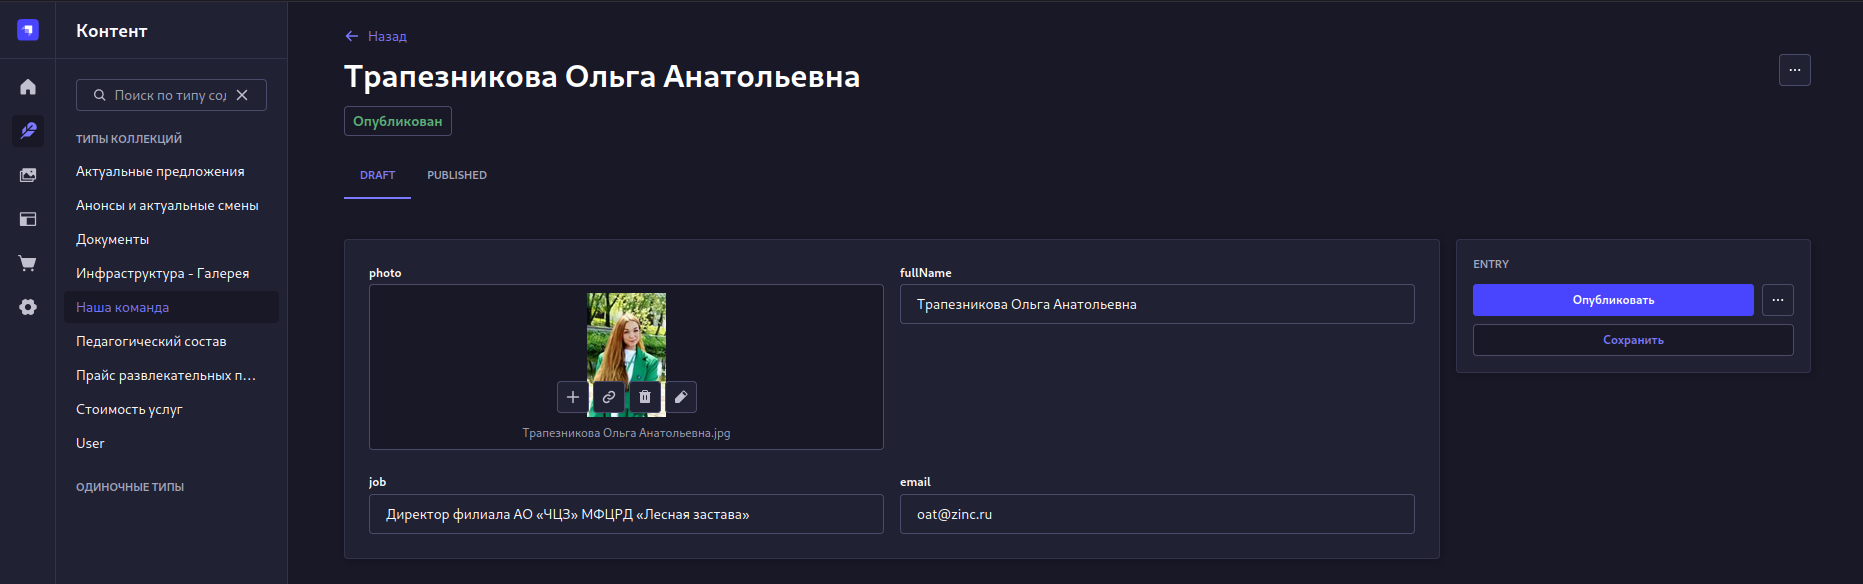 Контент
Поиск по типу сод
ТИПЫ КОЛЛЕКЦИЙ
Актуальные предложения
Анонсы и актуальные смены
Документы
Инфраструктура - Галерея
Наша команда
Педагогический состав
Прайс развлекательных п...
Стоимость услуг
User
ОДИНОЧНЫЕ ТИПЫ
Назад
Трапезникова Ольга Анатольевна
Опубликован
DRAFT
PUBLISHED
photo
Трапезникова Ольга Анатольевна.jpg
fullName
Трапезникова Ольга Анатольевна
job
Директор филиала АО «ЧЦЗ» МФЦРД «Лесная застава»
email
oat@zinc.ru
ENTRY
Опубликовать
Сохранить